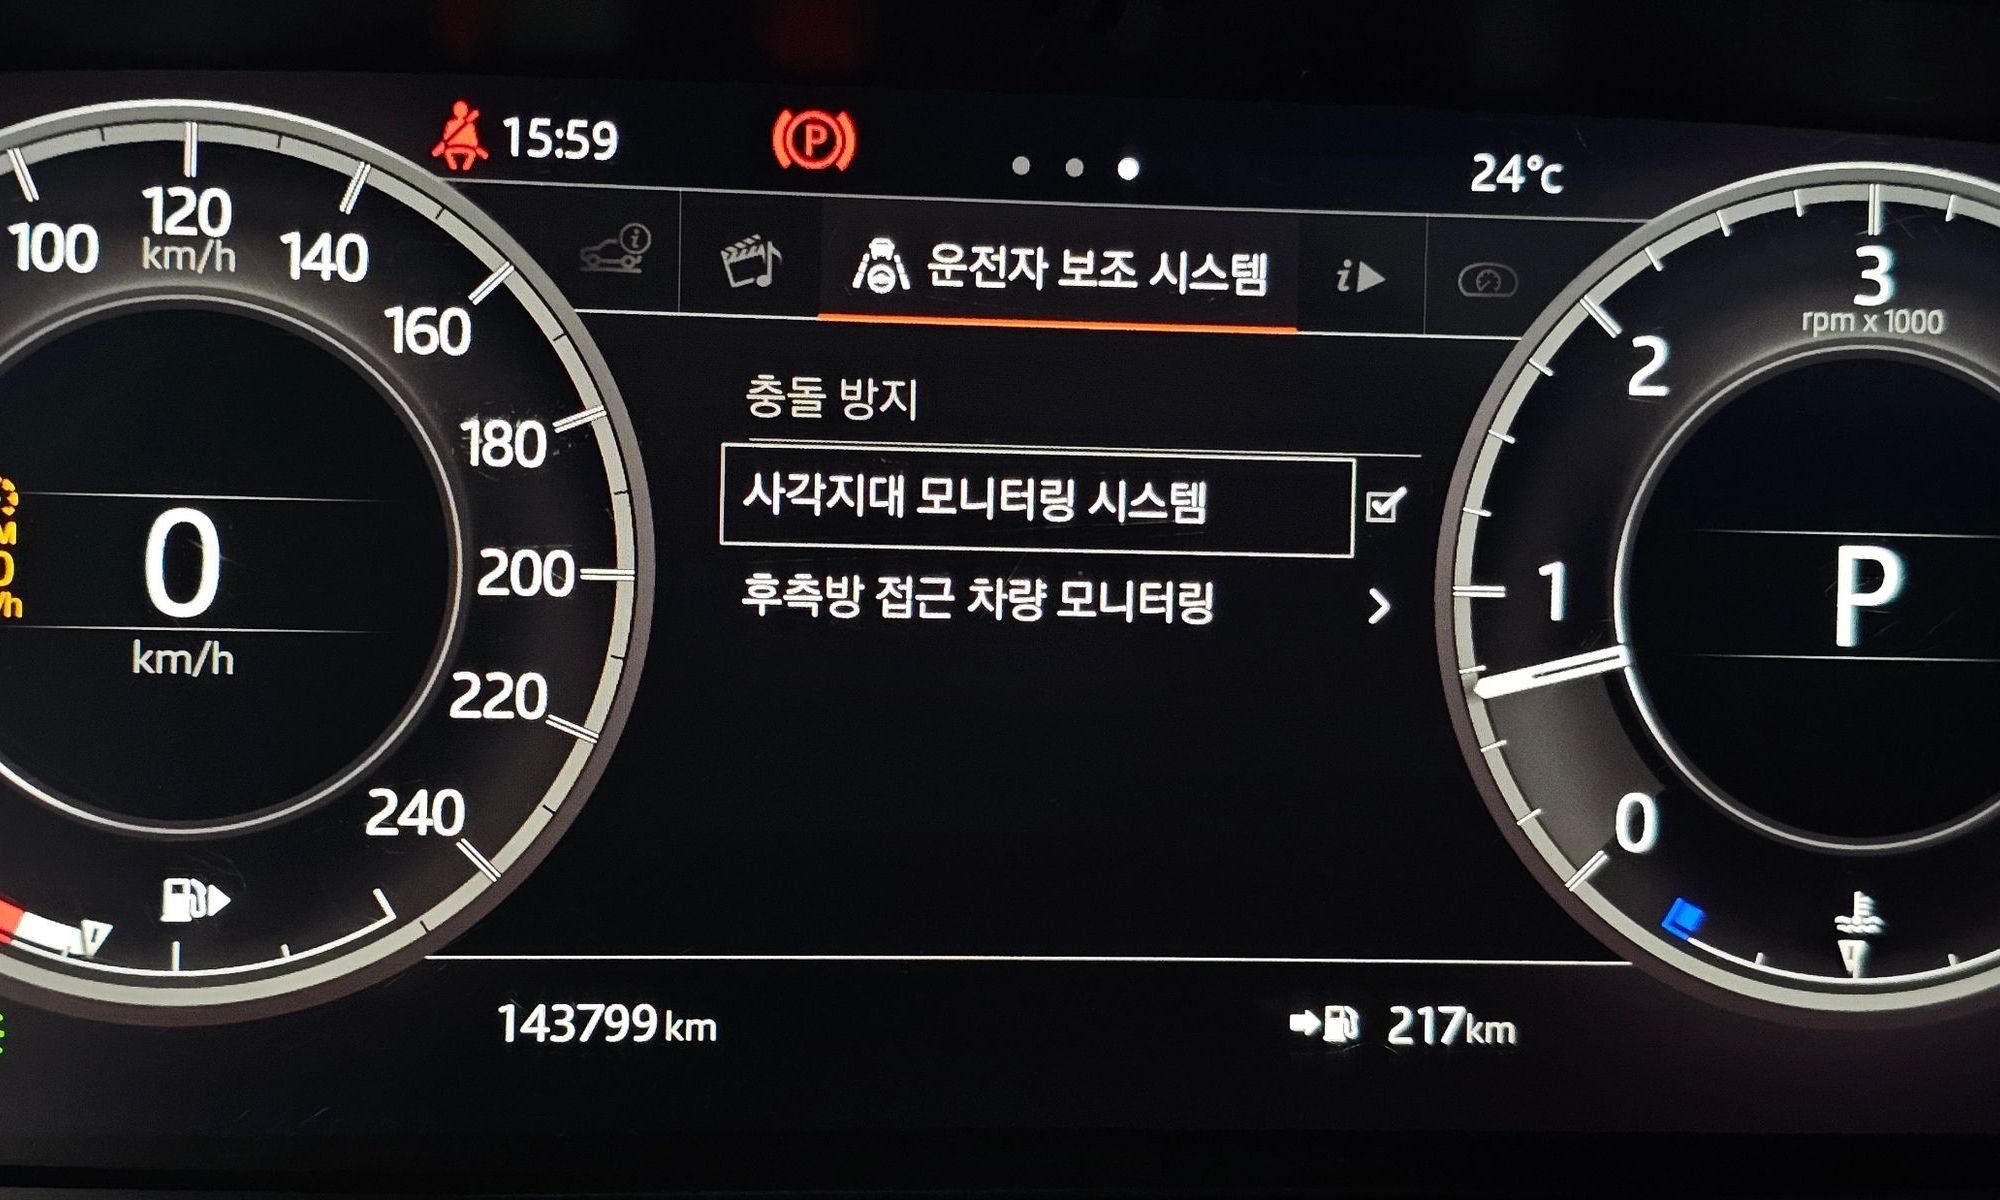 15:59
P
24°C
운전자 보조 시스템
i
i
100
120
km/h
140
160
180
200
220
240
0
km/h
충돌 방지
사각지대 모니터링 시스템
후측방 접근 차량 모니터링
3
rpm x 1000
2
1
0
P
143799 km
217 km